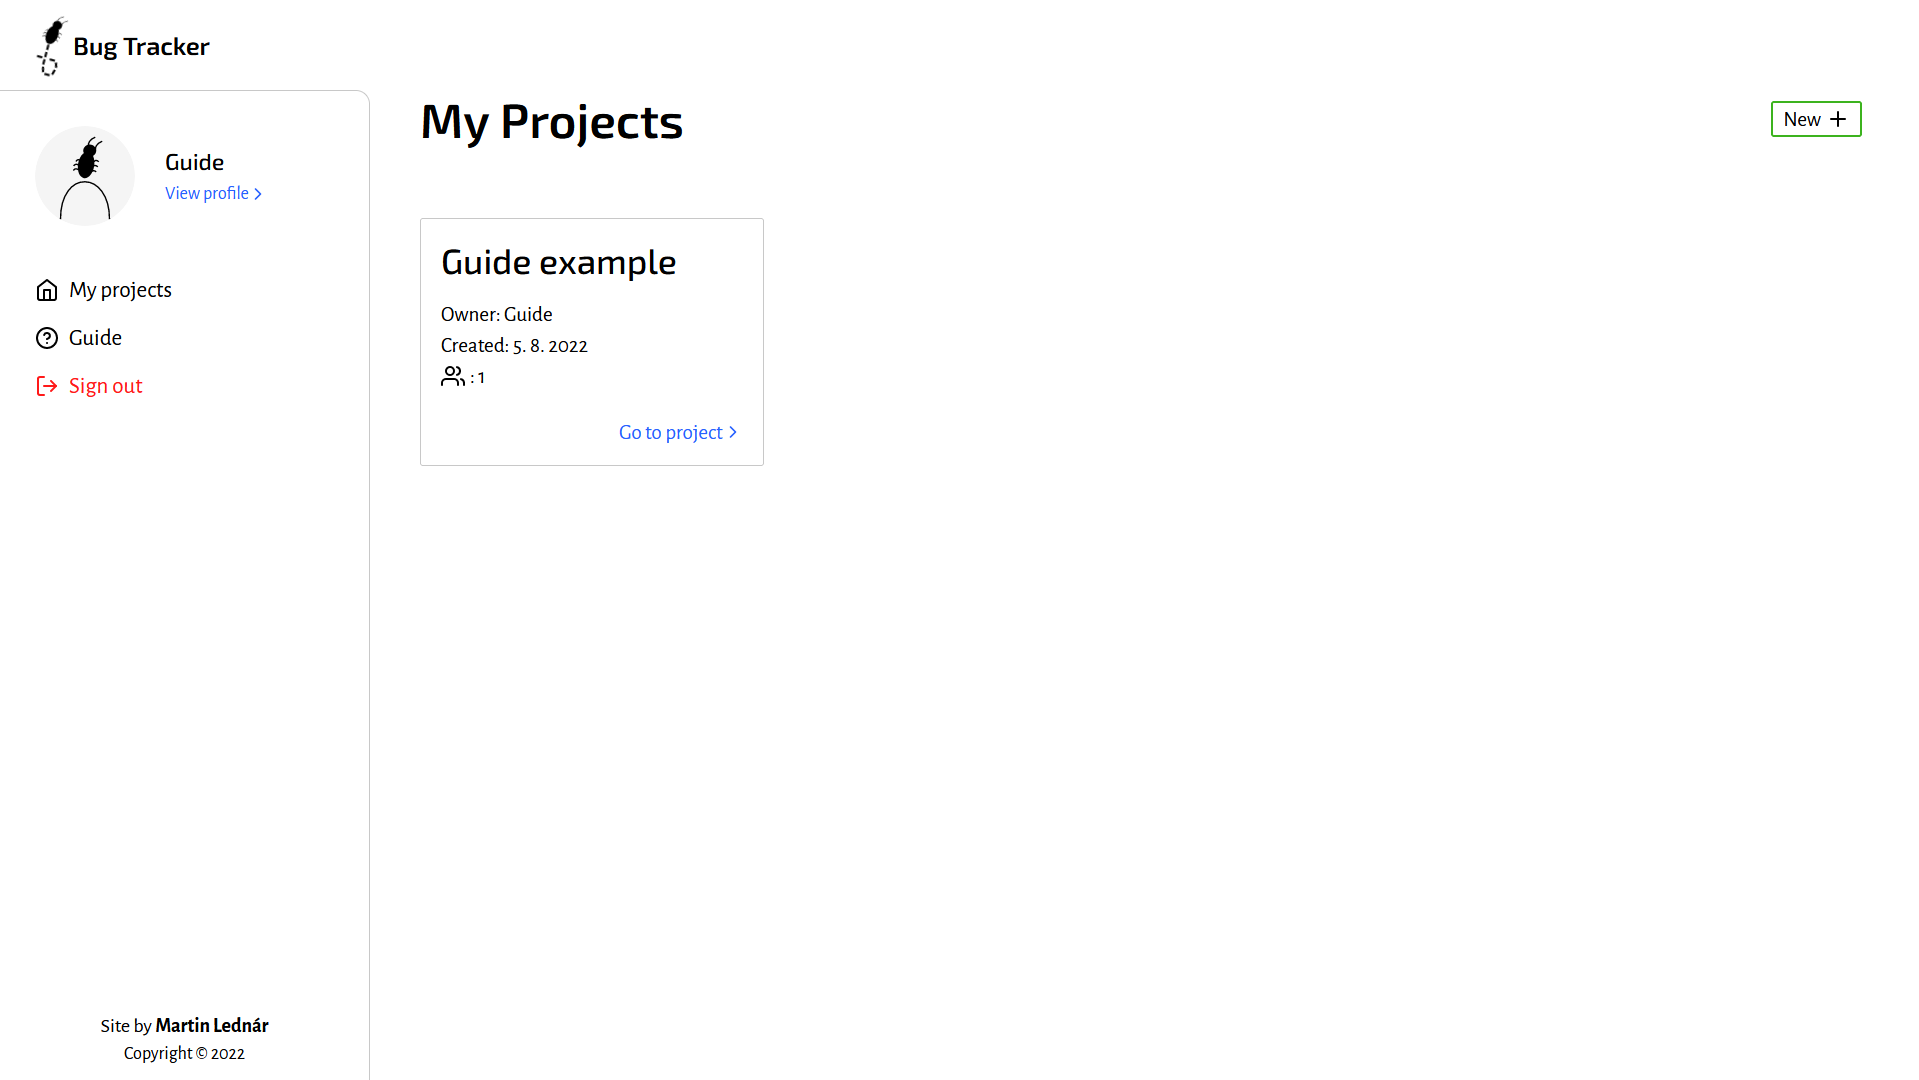 Bug Tracker
Guide
View profile
My projects
Guide
Sign out
Site by Martin Lednár
Copyright © 2022
My Projects
New
Guide example
Owner: Guide
Created: 5. 8. 2022
: 1
Go to project